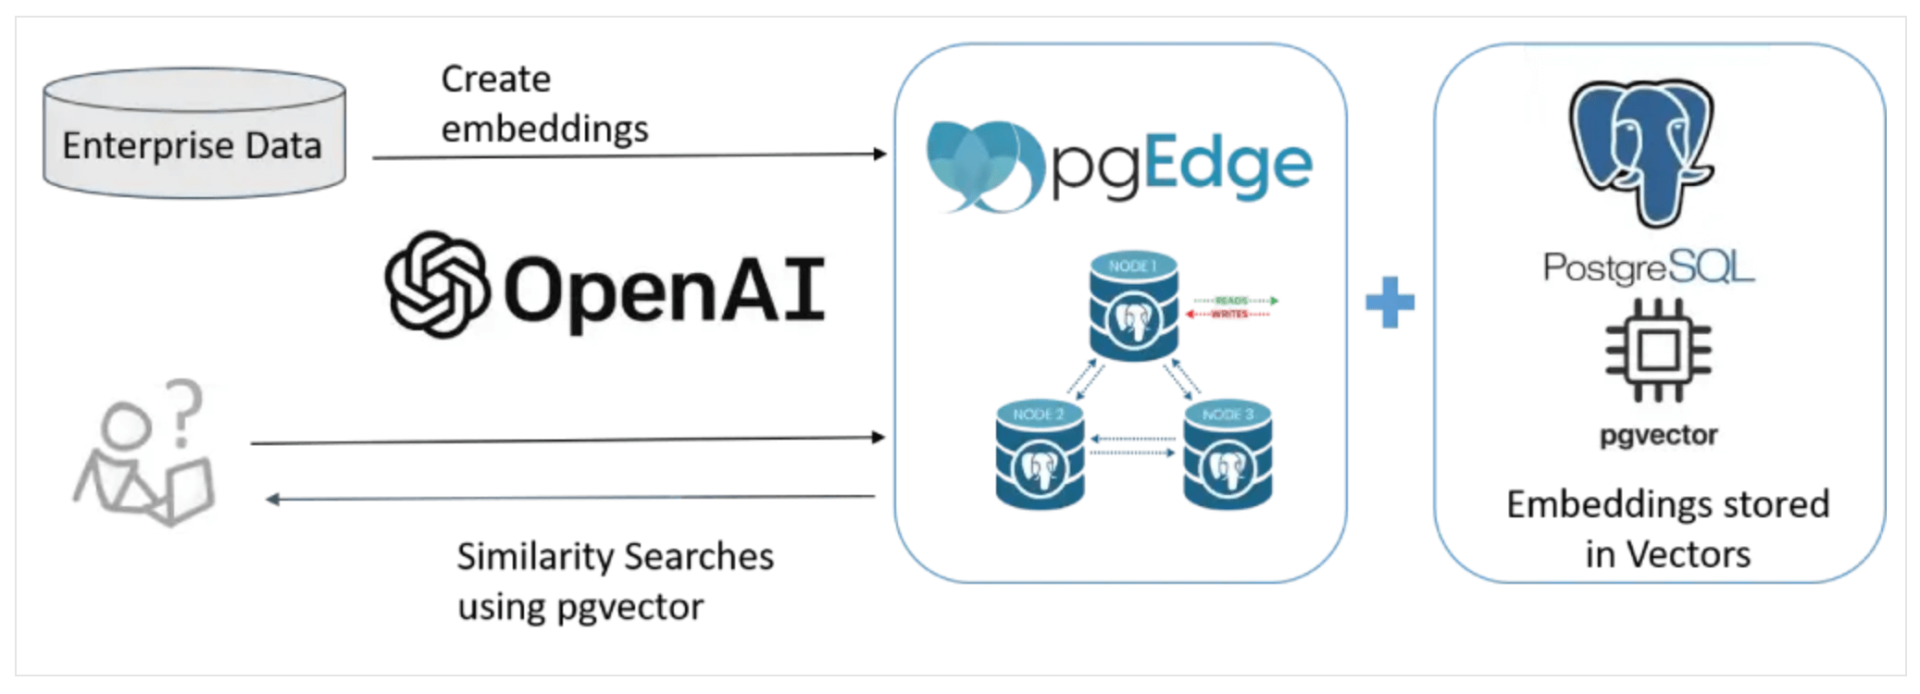 Enterprise Data
Create
embeddings
OpenAI
?
Similarity Searches
using pgvector
pgEdge
NODE 1
READS
WRITES
NODE 2
NODE 3
PostgreSQL
pgvector
Embeddings stored
in Vectors